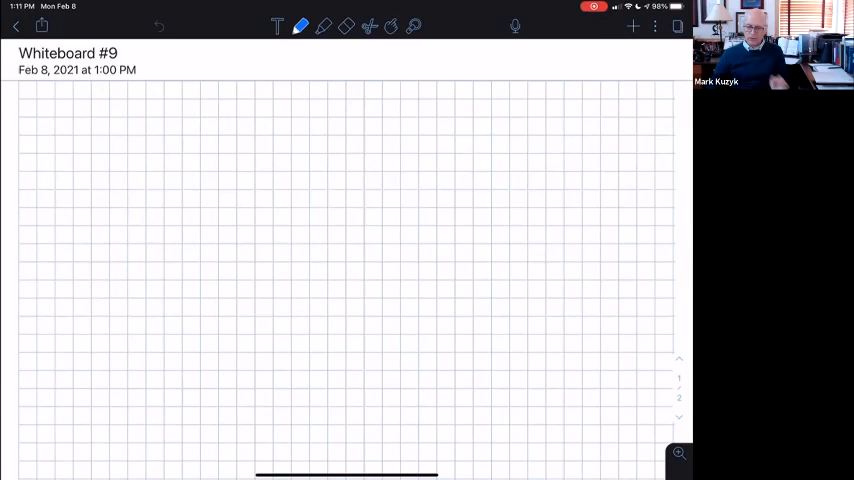 1:11 PM Mon Feb 8
98%
Whiteboard #9
Feb 8, 2021 at 1:00 PM
Mark Kuzyk
1
2